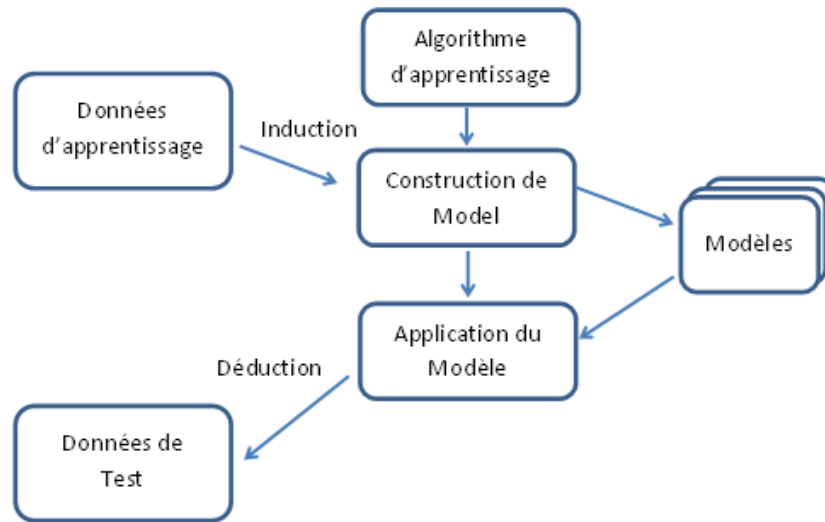 Algorithme
d'apprentissage
Données
d'apprentissage
Induction
Construction de
Model
Modèles
Application du
Modèle
Déduction
Données de
Test